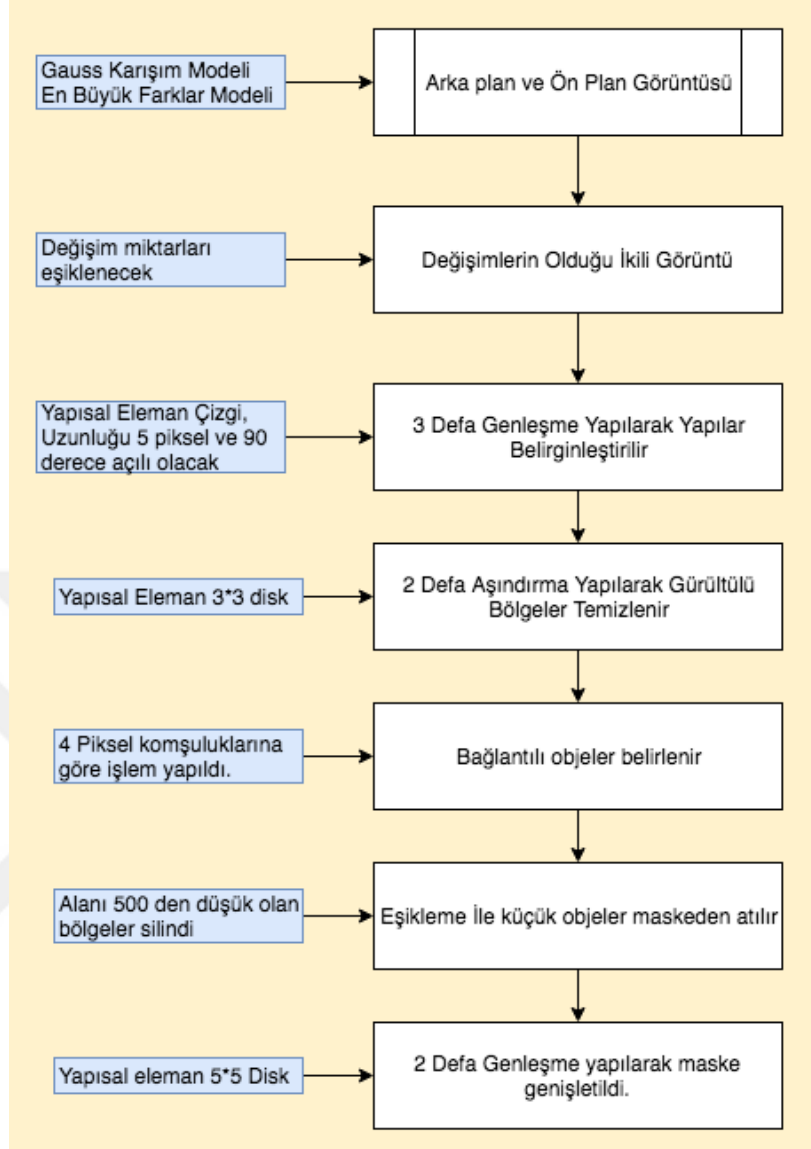 Gauss Karışım Modeli
En Büyük Farklar Modeli
Arka plan ve Ön Plan Görüntüsü
Değişim miktarları
eşiklenecek
Değişimlerin Olduğu İkili Görüntü
Yapısal Eleman Çizgi,
Uzunluğu 5 piksel ve 90
derece açılı olacak
3 Defa Genleşme Yapılarak Yapılar
Belirginleştirilir
Yapısal Eleman 3*3 disk
2 Defa Aşındırma Yapılarak Gürültülü
Bölgeler Temizlenir
4 Piksel komşuluklarına
göre işlem yapıldı.
Bağlantılı objeler belirlenir
Alanı 500 den düşük olan
bölgeler silindi
Eşikleme İle küçük objeler maskeden atılır
Yapısal eleman 5*5 Disk
2 Defa Genleşme yapılarak maske
genişletildi.